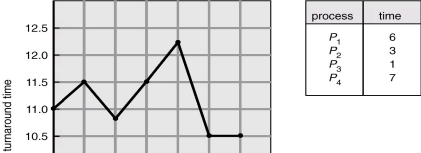 turnaround time
12.5
12.0
11.5
11.0
10.5
process time
P1 6
P2 3
P3 1
P4 7